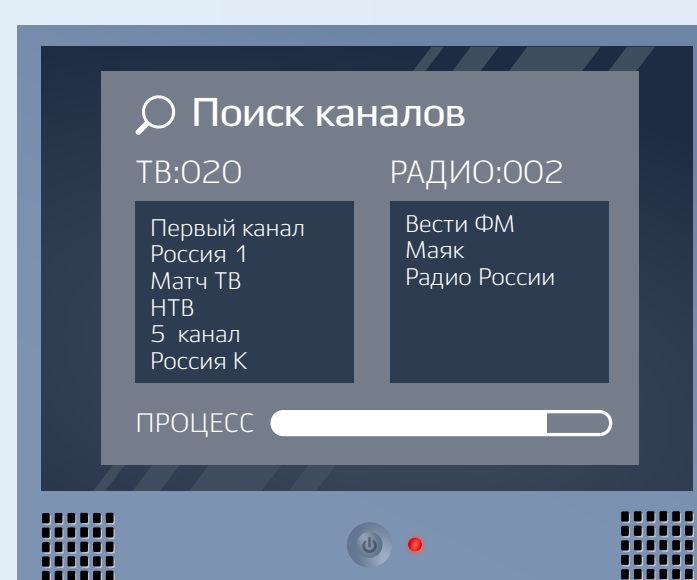 Поиск каналов
ТВ:020
Первый канал
Россия 1
Матч ТВ
НТВ
5 канал
Россия К
РАДИО:002
Вести ФМ
Маяк
Радио России
ПРОЦЕСС